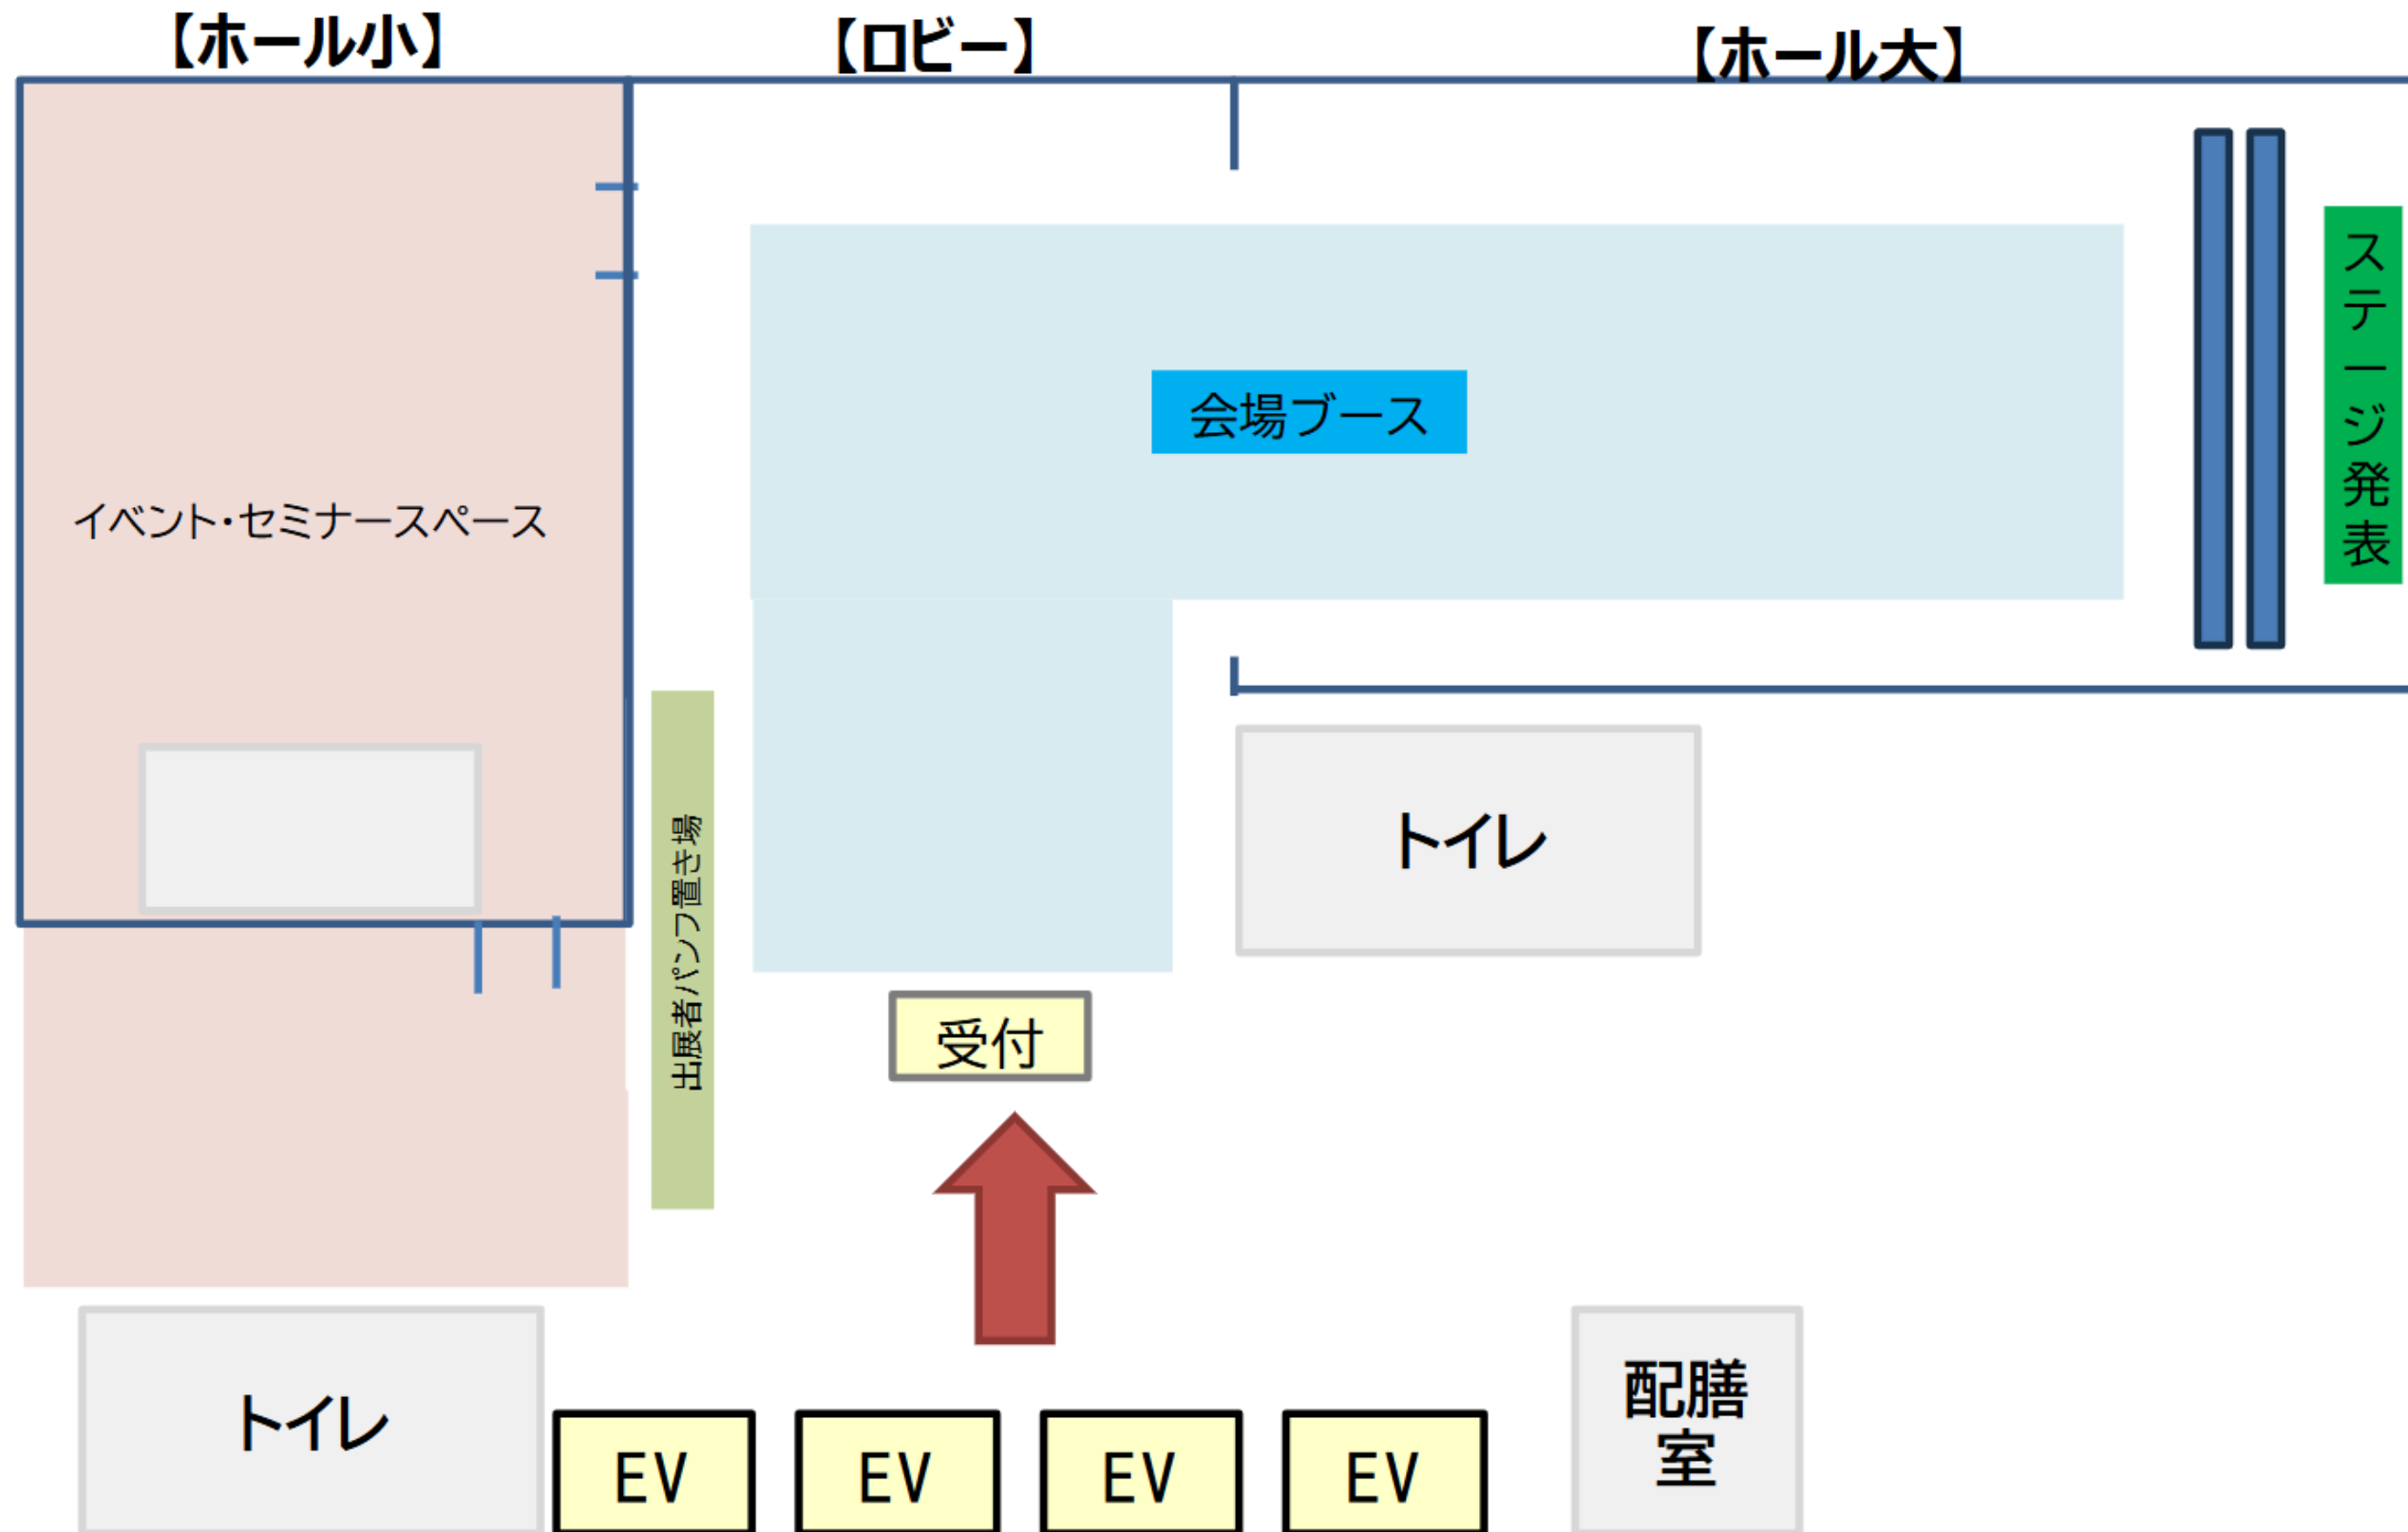 【ホール小】
【ロビー】
【ホール大】
ステージ発表
会場ブース
イベント・セミナースペース
出展者パンフ置き場
トイレ
受付
トイレ
EV
EV
EV
EV
配膳
室